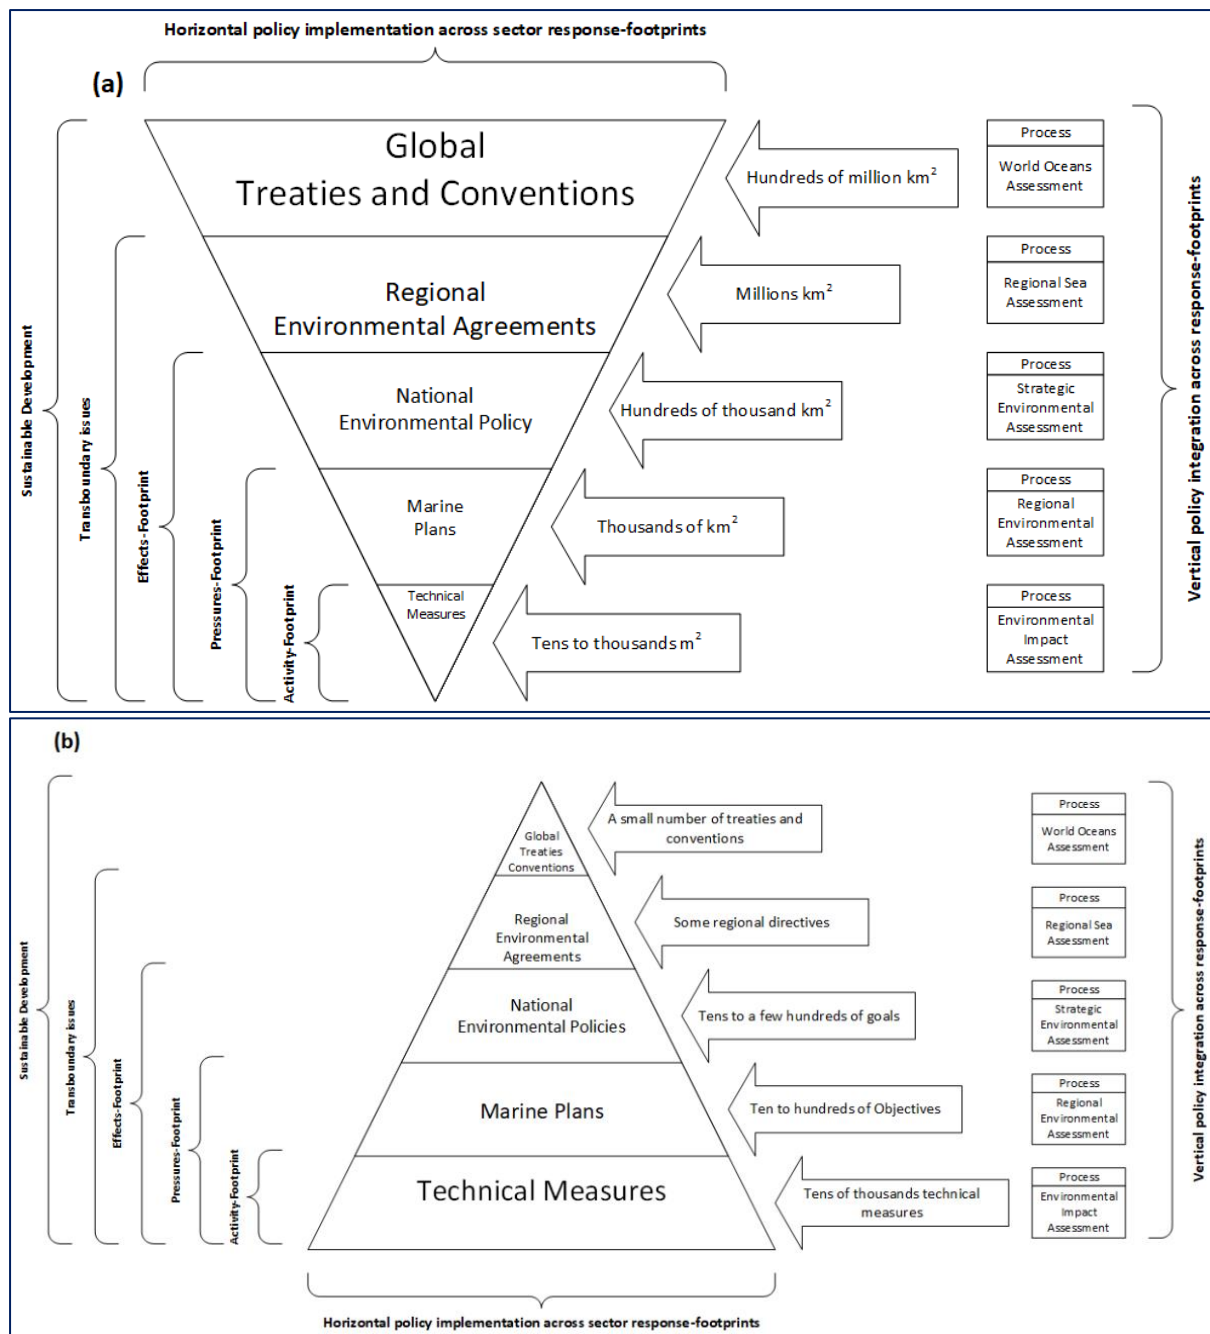 Horizontal policy implementation across sector response-footprints
(a)
Global
Treaties and Conventions
Hundreds of million km²
Process
World Oceans
Assessment
Regional
Environmental Agreements
Millions km²
Process
Regional Sea
Assessment
National
Environmental Policy
Hundreds of thousand km²
Process
Strategic
Environmental
Assessment
Marine
Plans
Thousands of km²
Process
Regional
Environmental
Assessment
Technical
Measures
Tens to thousands m²
Process
Environmental
Impact
Assessment
Sustainable Development
Transboundary issues
Effects-Footprint
Pressures-Footprint
Activity-Footprint
Vertical policy integration across response-footprints
(b)
Global
Treaties
Conventions
A small number of treaties and
conventions
Process
World Oceans
Assessment
Regional
Environmental
Agreements
Some regional directives
Process
Regional Sea
Assessment
National
Environmental Policies
Tens to a few hundreds of goals
Process
Strategic
Environmental
Assessment
Marine Plans
Ten to hundreds of Objectives
Process
Regional
Environmental
Assessment
Technical Measures
Tens of thousands technical
measures
Process
Environmental
Impact
Assessment
Sustainable Development
Transboundary issues
Effects-Footprint
Pressures-Footprint
Activity-Footprint
Vertical policy integration across response-footprints
Horizontal policy implementation across sector response-footprints